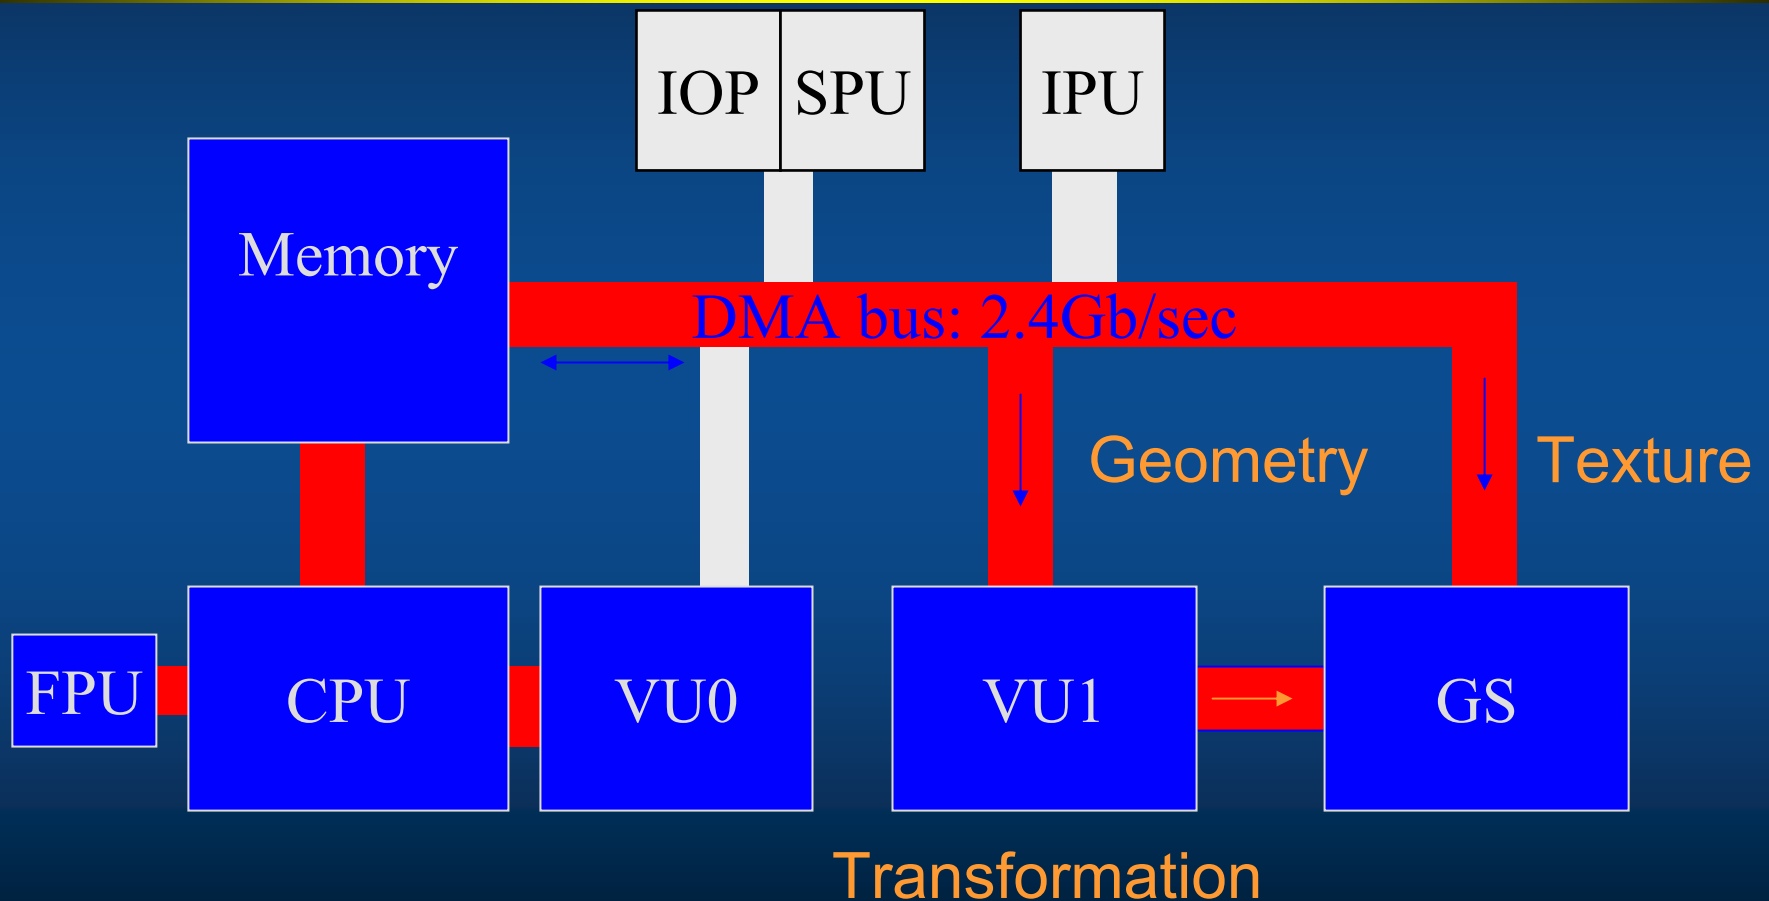 IOP
SPU
IPU
Memory
DMA bus: 2.4Gb/sec
Geometry
Texture
FPU
CPU
VU0
VU1
GS
Transformation